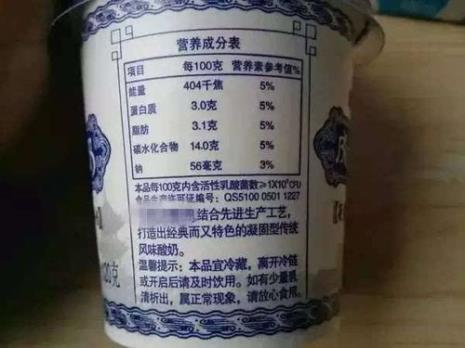 营养成分表
项目 每100克 营养素参考值%
能量 404千焦 5%
蛋白质 3.0克 5%
脂肪 3.1克 5%
碳水化合物 14.0克 5%
钠 56毫克 3%
本品每100克内含活性乳酸菌数≥1X10⁸CFU
食品生产许可证编号: QS5100 0501 1227
结合先进生产工艺,
打造出经典而又特色的凝固型传统
风味酸奶。
温馨提示: 本品宜冷藏, 离开冷链
或开启后请及时饮用。如有少量乳
清析出, 属正常现象, 请放心食用。
20克